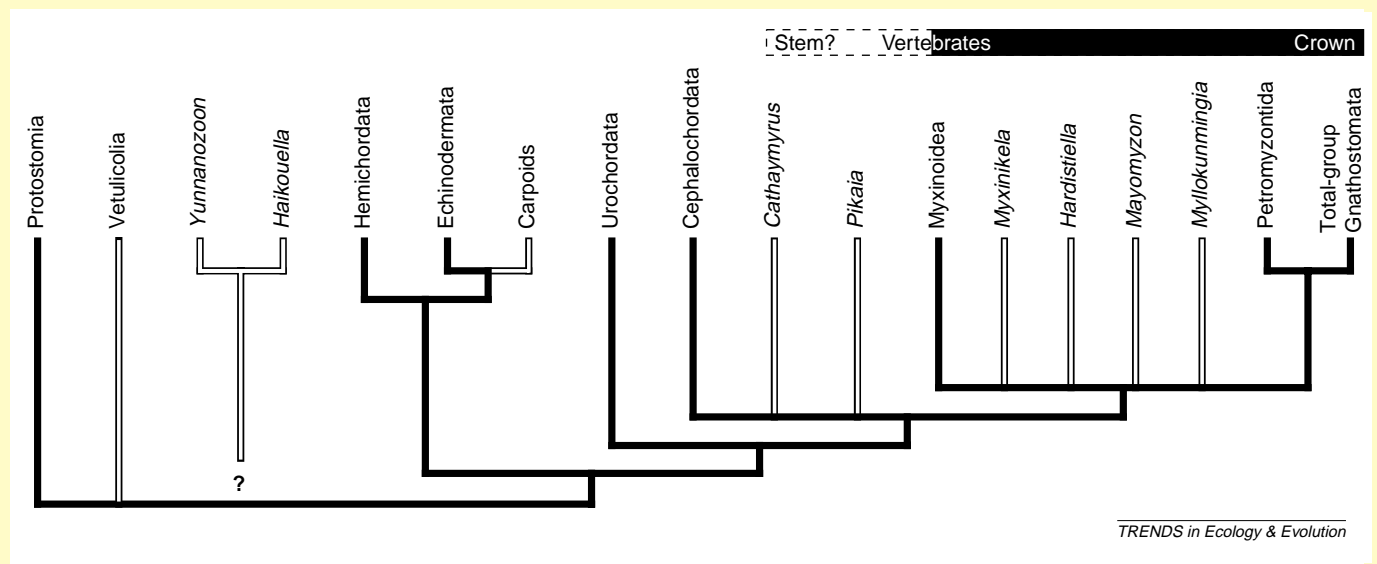 Stem? Vertebrates Crown
Protostomia
Vetulicolia
Yunnanozoon
Haikouella
Hemichordata
Echinodermata
Carpoids
Urochordata
Cephalochordata
Cathaymyrus
Pikaia
Myxinoidea
Myxinikela
Hardistiella
Mayomyzon
Myllokunmingia
Petromyzontida
Total-group
Gnathostomata
?
TRENDS in Ecology & Evolution